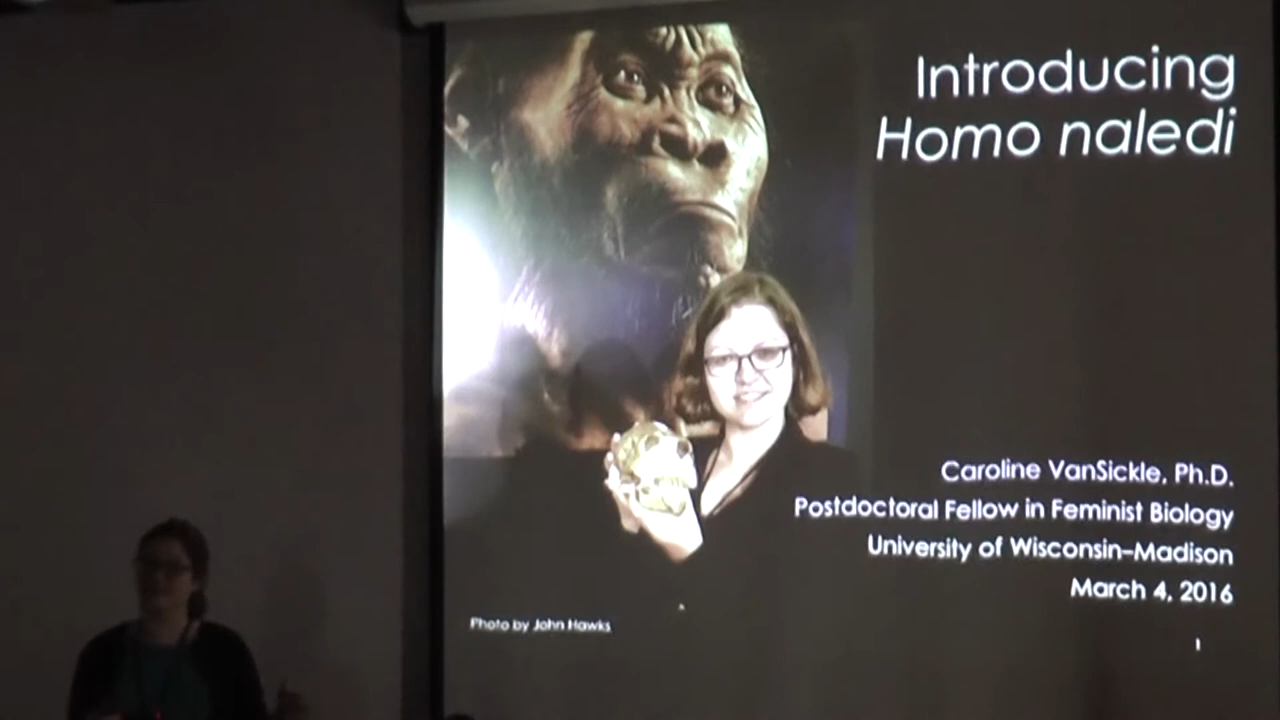 Introducing
Homo naledi
Caroline VanSickle, Ph.D.
Postdoctoral Fellow in Feminist Biology
University of Wisconsin–Madison
March 4, 2016
Photo by John Hawks
1